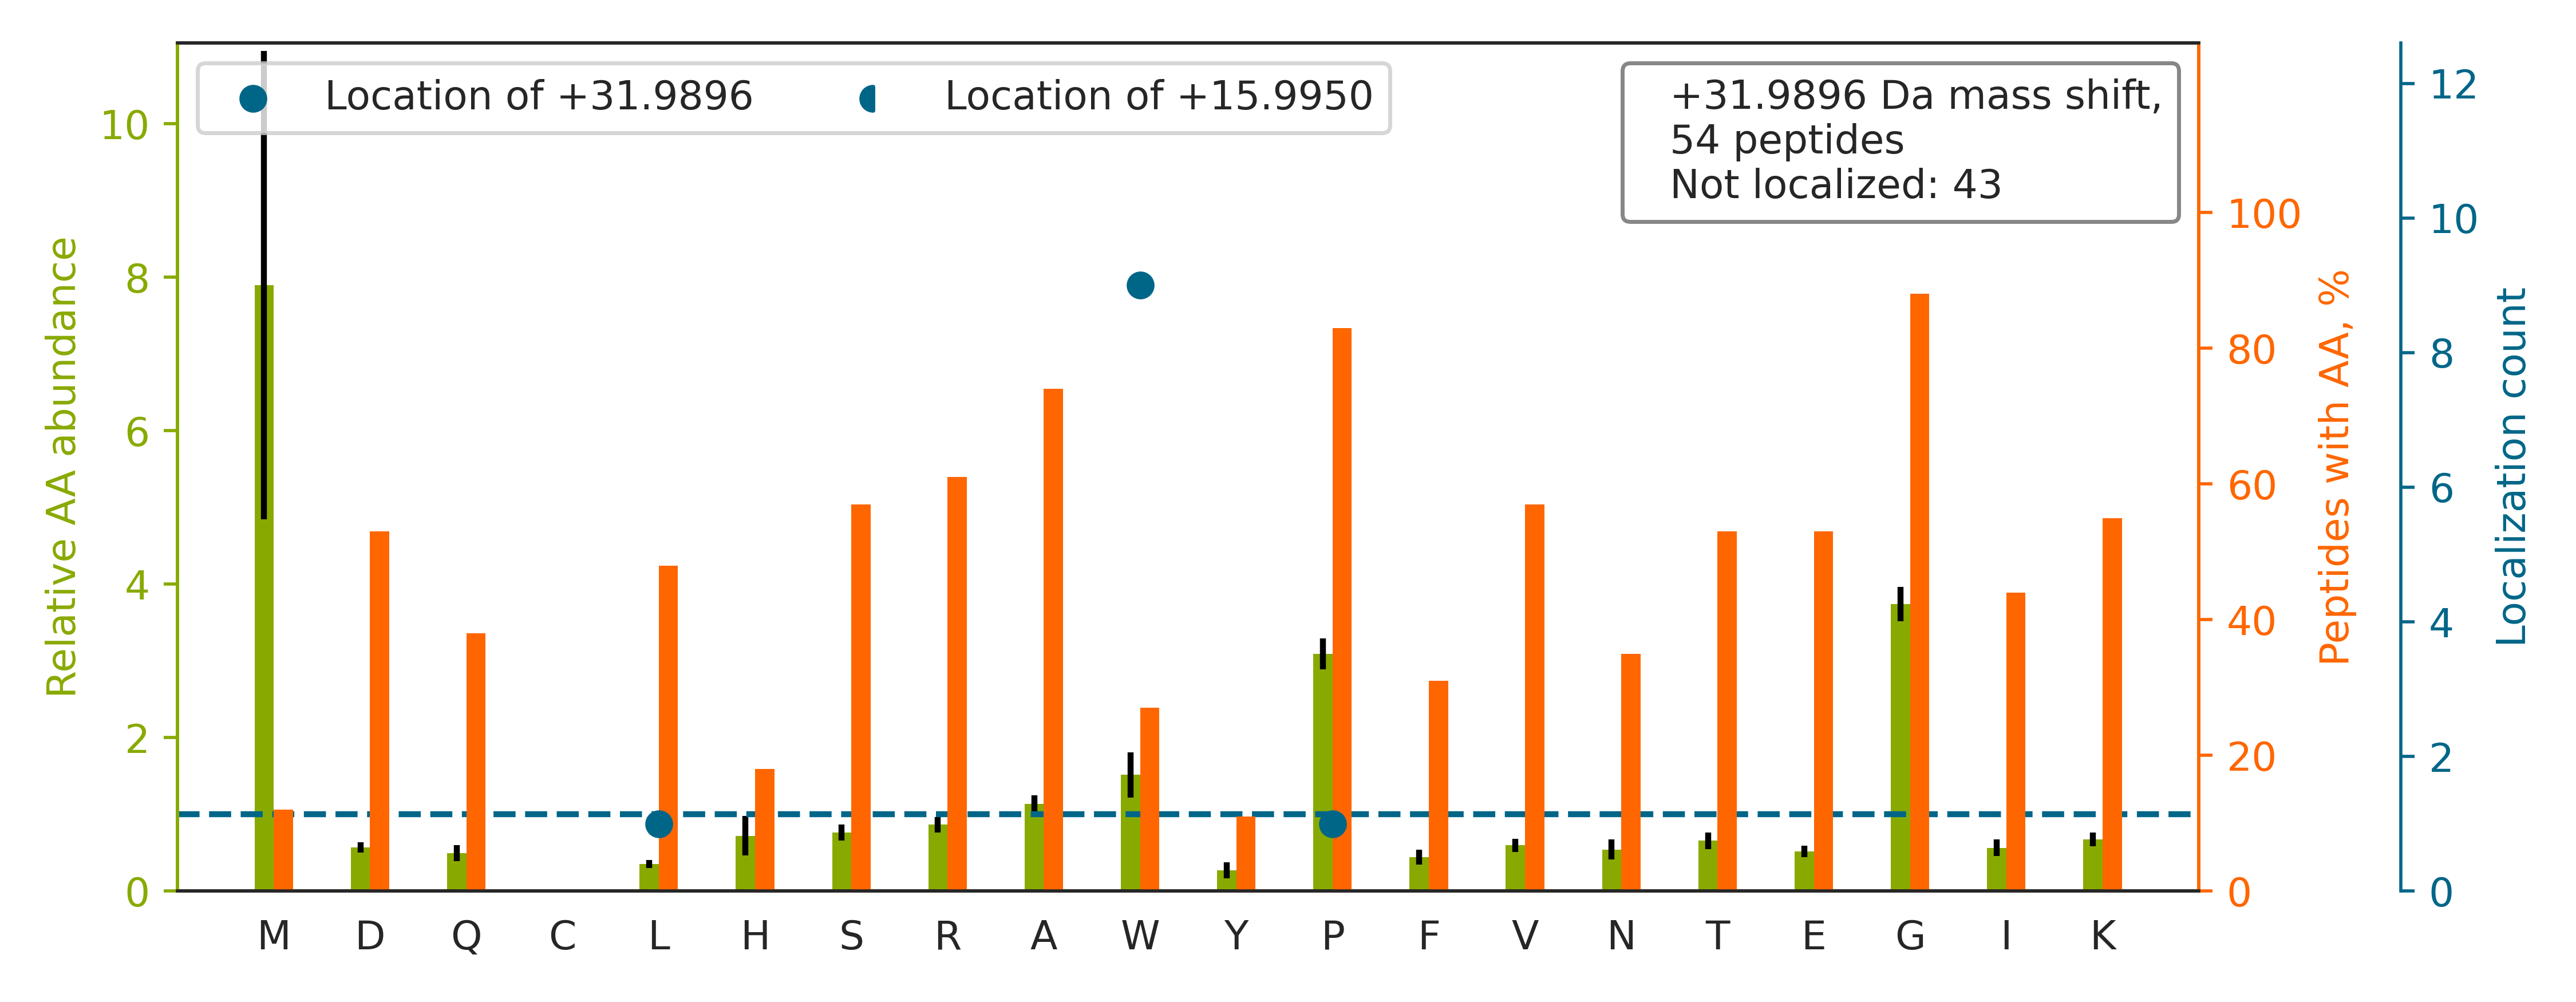 Location of +31.9896
Location of +15.9950
+31.9896 Da mass shift,
54 peptides
Not localized: 43
Relative AA abundance
10
8
6
4
2
0
100
80
60
40
20
0
Peptides with AA, %
12
10
8
6
4
2
0
Localization count
M D Q C L H S R A W Y P F V N T E G I K